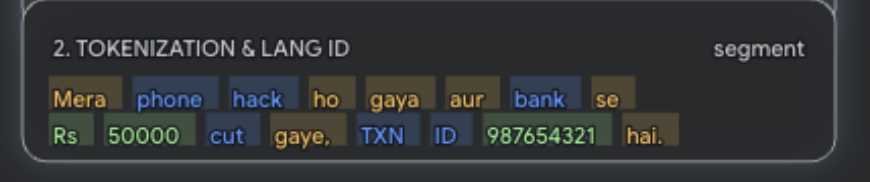 2. TOKENIZATION & LANG ID segment
Mera phone hack ho gaya aur bank se
Rs 50000 cut gaye, TXN ID 987654321 hai.